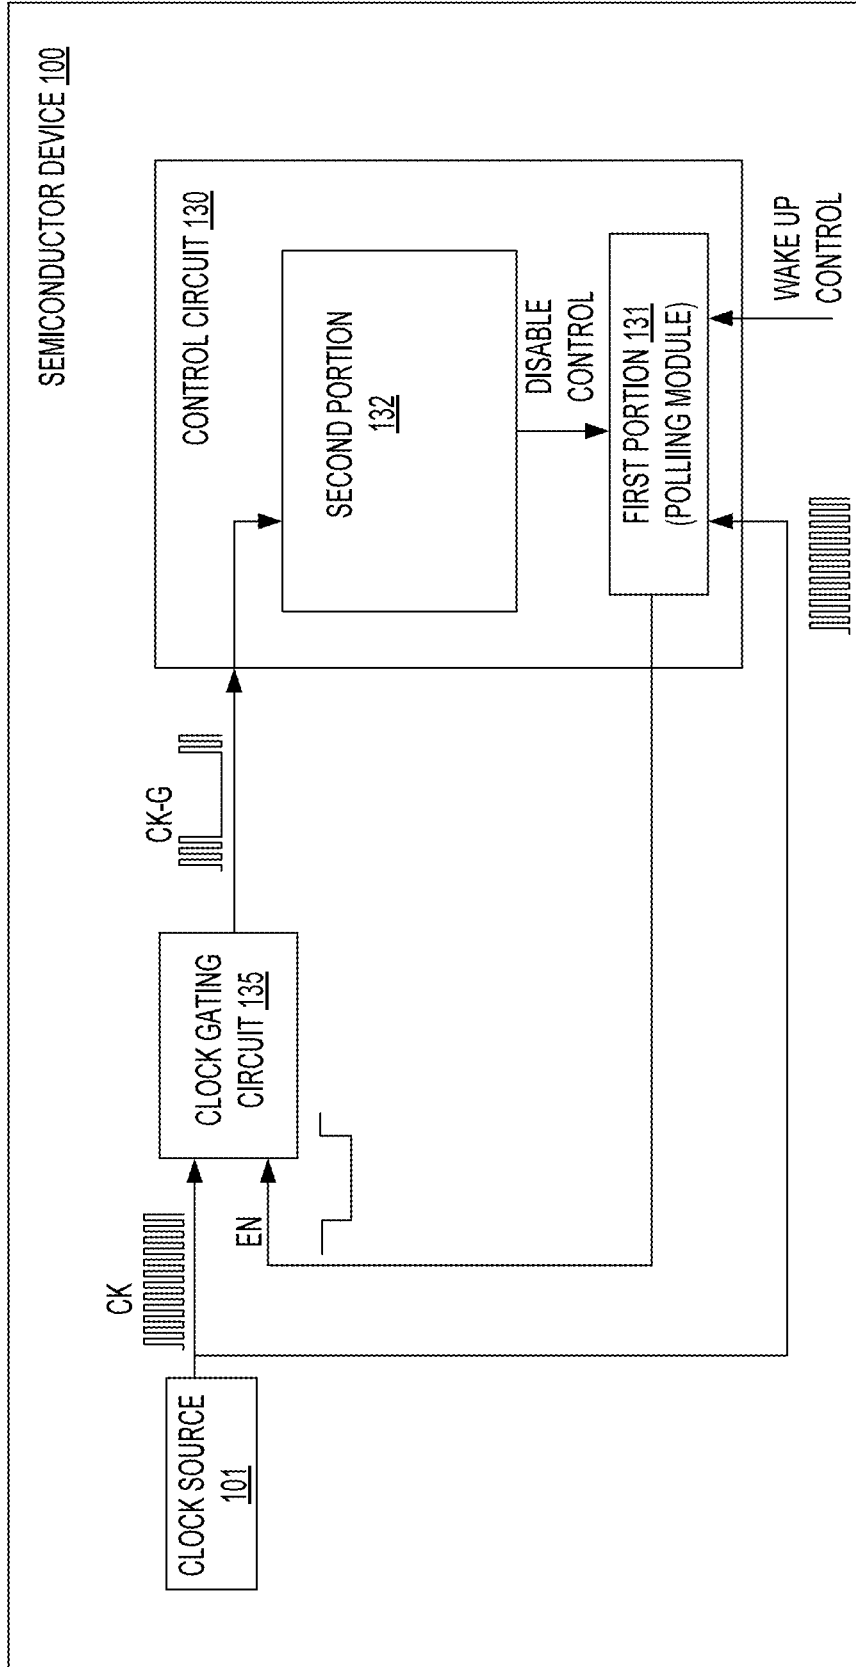 SEMICONDUCTOR DEVICE 100
CLOCK SOURCE
101
CK
EN
CLOCK GATING
CIRCUIT 135
CK-G
CONTROL CIRCUIT 130
SECOND PORTION
132
DISABLE
CONTROL
FIRST PORTION 131
(POLLIING MODULE)
WAKE UP
CONTROL